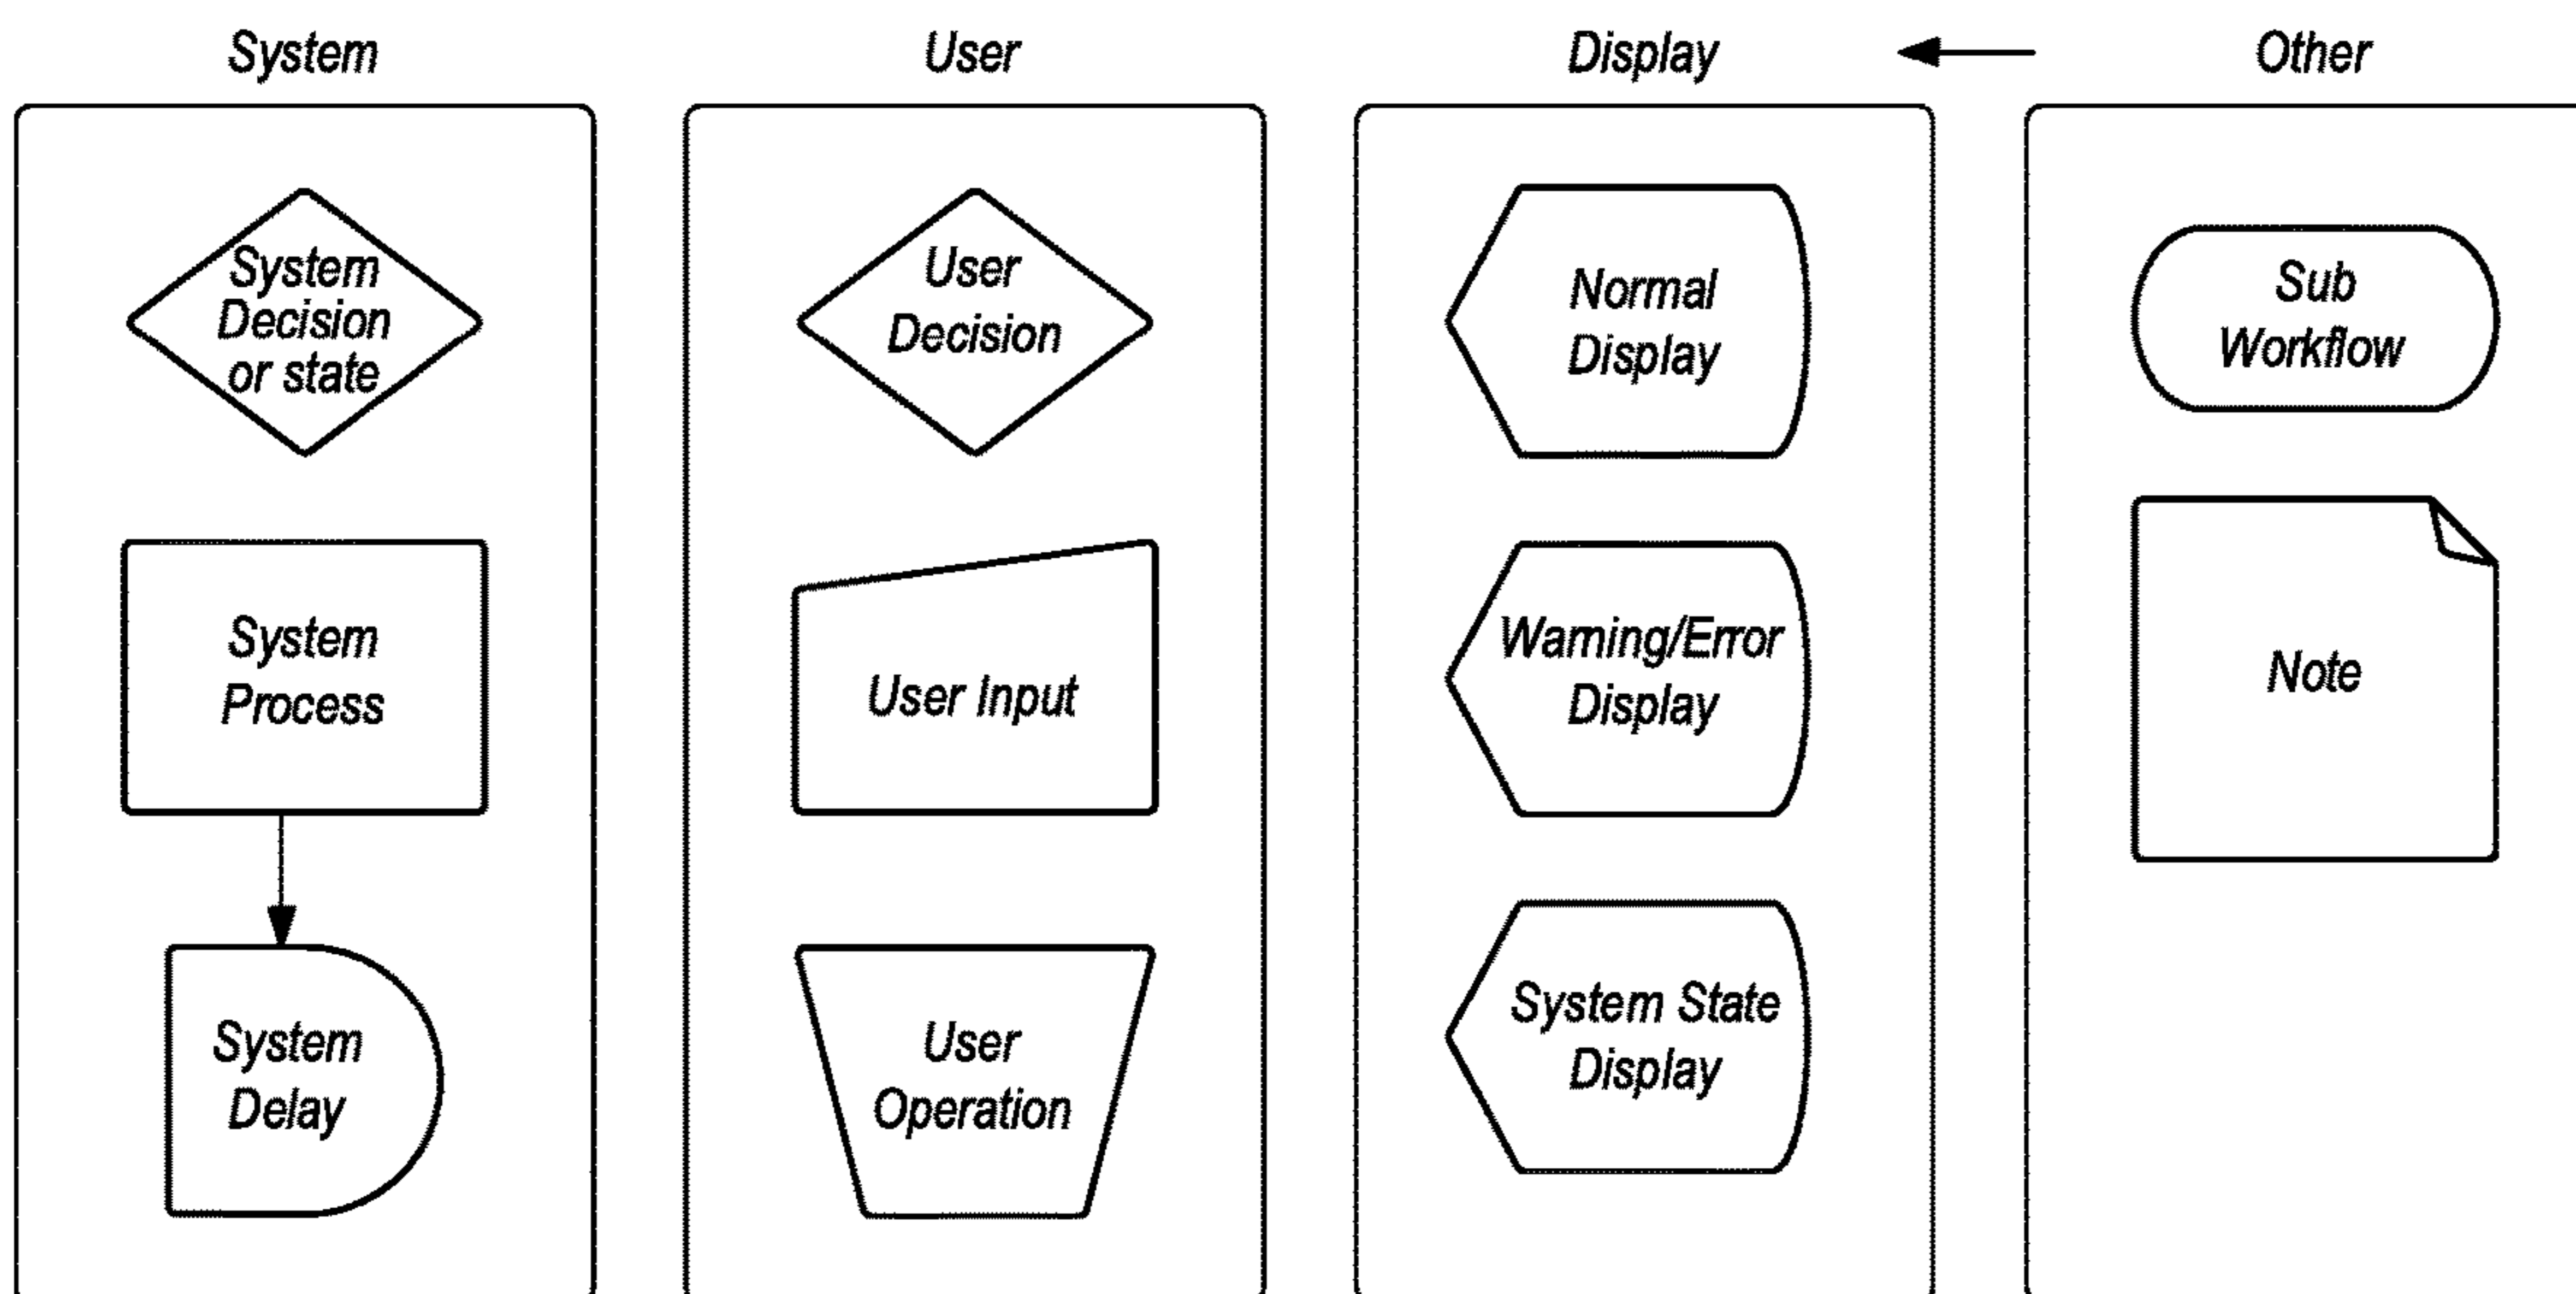 System
User
Display
Other
System
Decision
or state
System
Process
System
Delay
User
Decision
User Input
User
Operation
Normal
Display
Warning/Error
Display
System State
Display
Sub
Workflow
Note